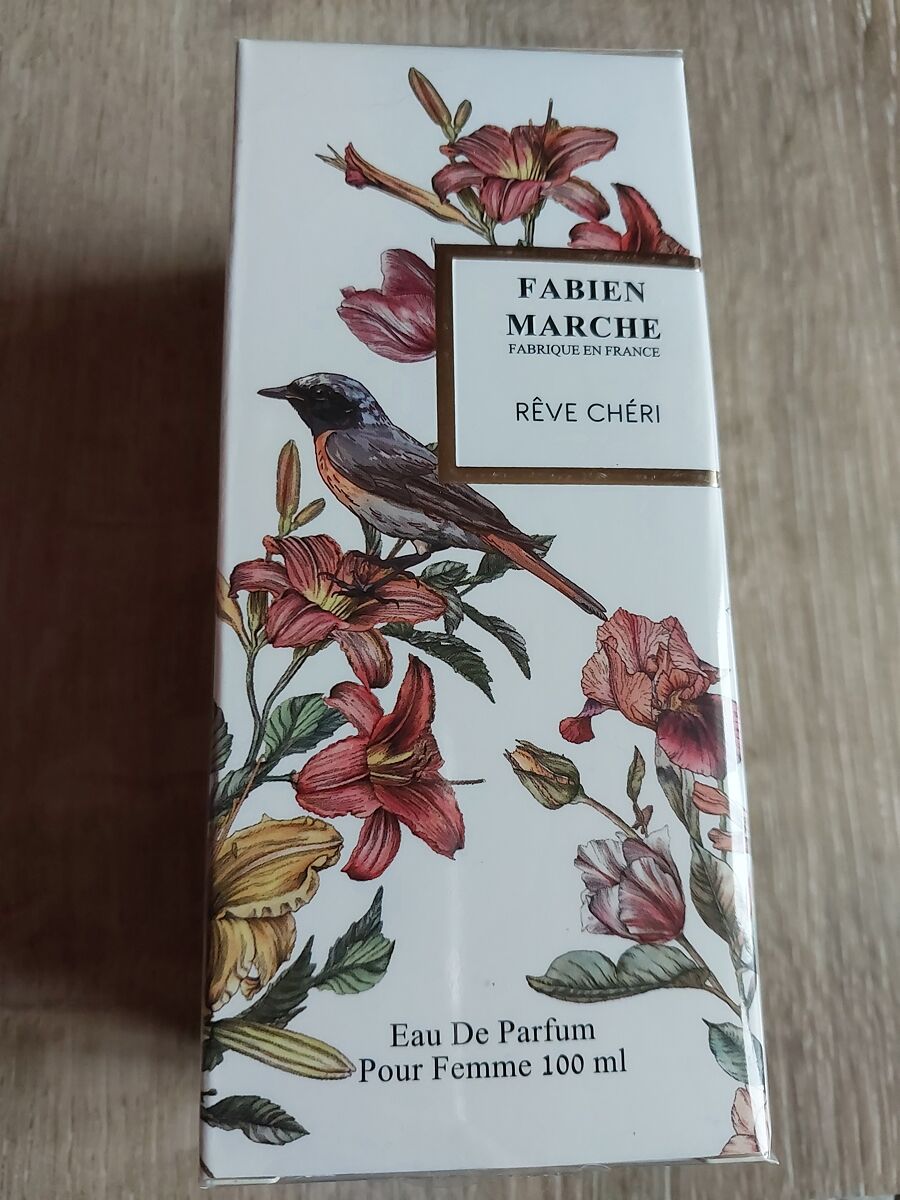 FABIEN
MARCHE
FABRIQUE EN FRANCE
RÊVE CHÉRI
Eau De Parfum
Pour Femme 100 ml